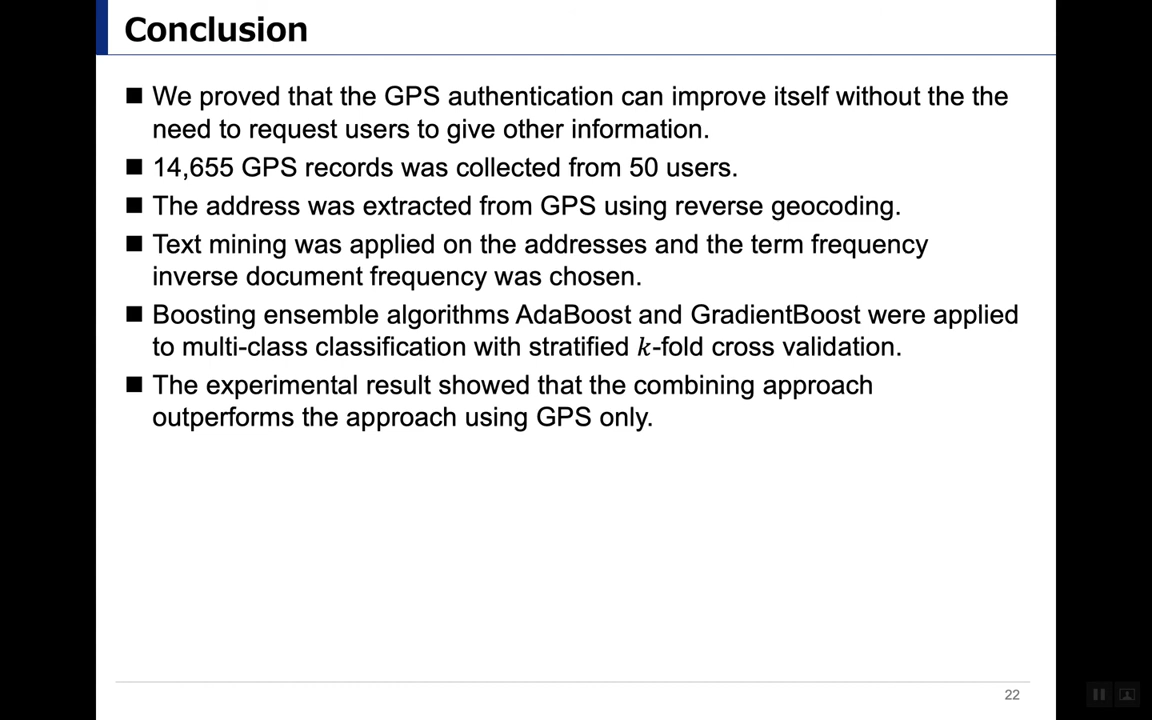 Conclusion
■ We proved that the GPS authentication can improve itself without the the
need to request users to give other information.
■ 14,655 GPS records was collected from 50 users.
■ The address was extracted from GPS using reverse geocoding.
■ Text mining was applied on the addresses and the term frequency
inverse document frequency was chosen.
■ Boosting ensemble algorithms AdaBoost and GradientBoost were applied
to multi-class classification with stratified k-fold cross validation.
■ The experimental result showed that the combining approach
outperforms the approach using GPS only.
22